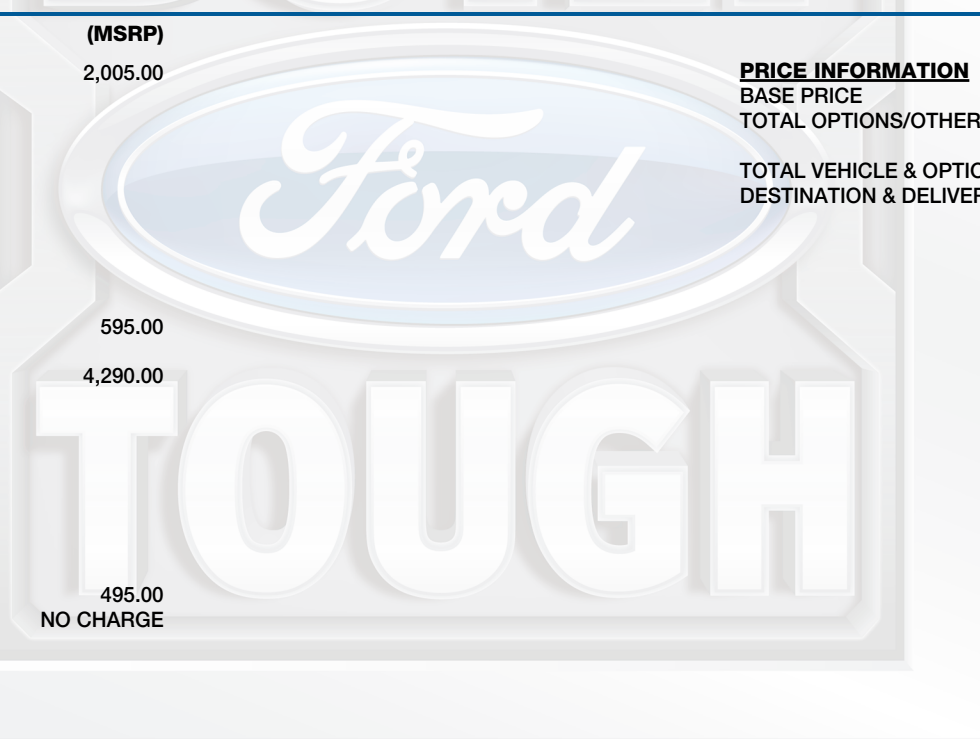 (MSRP)
2,005.00
PRICE INFORMATION
BASE PRICE
TOTAL OPTIONS/OTHER
TOTAL VEHICLE & OPTIO
DESTINATION & DELIVER
Ford
595.00
4,290.00
TOUGH
495.00
NO CHARGE